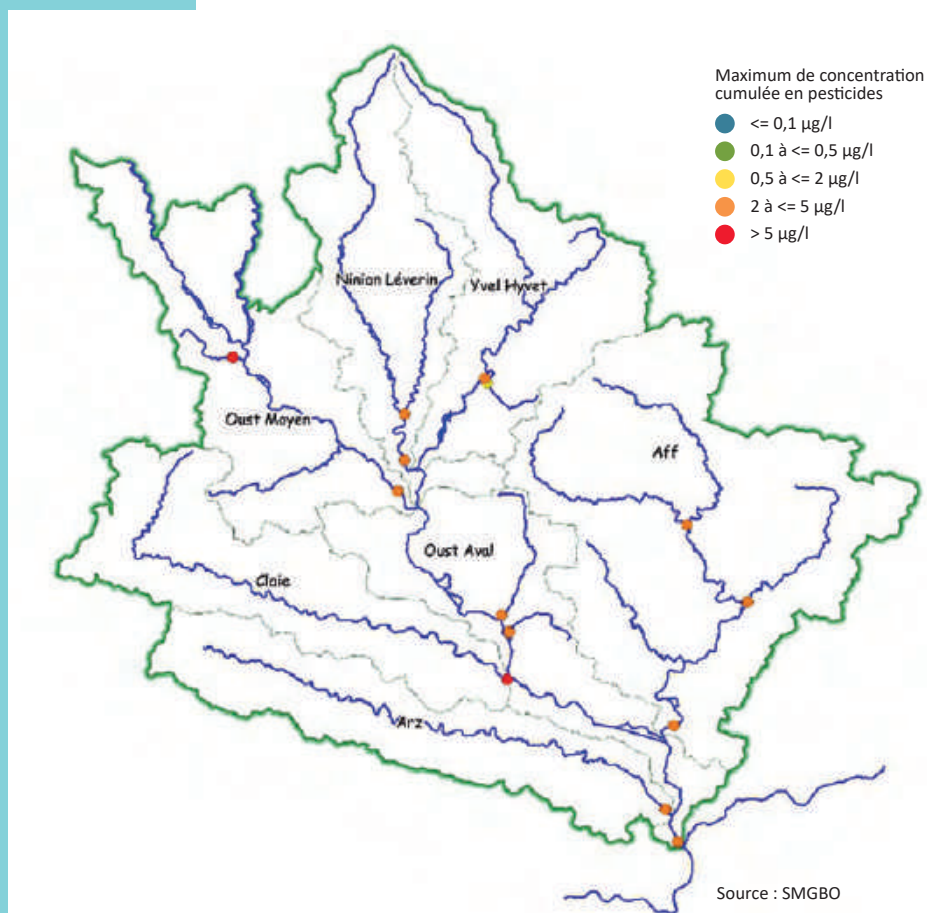 Maximum de concentration
cumulée en pesticides
<= 0,1 µg/l
0,1 à <= 0,5 µg/l
0,5 à <= 2 µg/l
2 à <= 5 µg/l
> 5 µg/l
Ninian Léverin
Yvel Hyvet
Oust Moyen
Aff
Oust Aval
Claie
Arz
Source : SMGBO